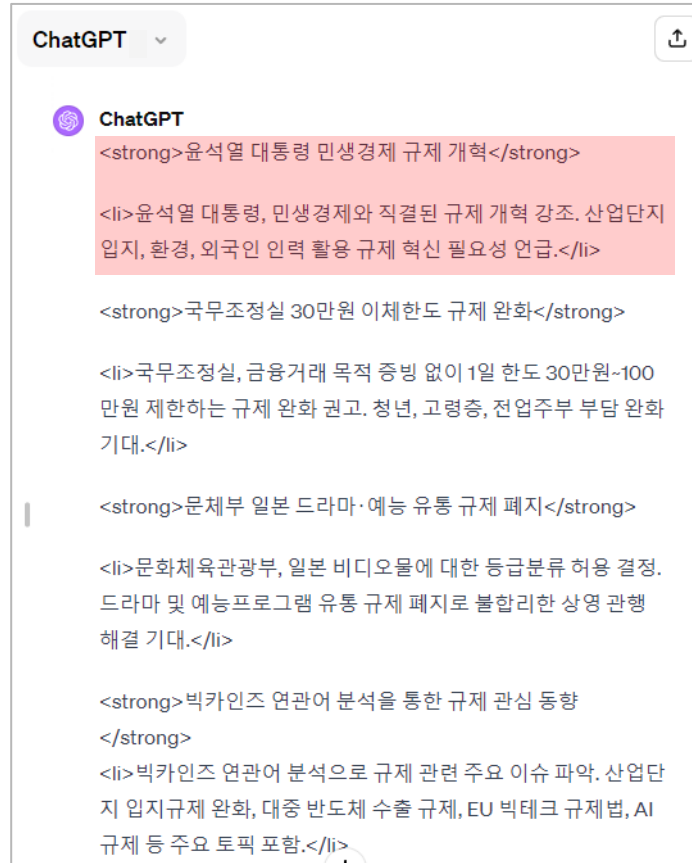 ChatGPT
ChatGPT
<strong>윤석열 대통령 민생경제 규제 개혁</strong>
<li>윤석열 대통령, 민생경제와 직결된 규제 개혁 강조. 산업단지
입지, 환경, 외국인 인력 활용 규제 혁신 필요성 언급.</li>
<strong>국무조정실 30만원 이체한도 규제 완화</strong>
<li>국무조정실, 금융거래 목적 증빙 없이 1일 한도 30만원~100
만원 제한하는 규제 완화 권고. 청년, 고령층, 전업주부 부담 완화
기대.</li>
<strong>문체부 일본 드라마·예능 유통 규제 폐지</strong>
<li>문화체육관광부, 일본 비디오물에 대한 등급분류 허용 결정.
드라마 및 예능프로그램 유통 규제 폐지로 불합리한 상영 관행
해결 기대.</li>
<strong>빅카인즈 연관어 분석을 통한 규제 관심 동향
</strong>
<li>빅카인즈 연관어 분석으로 규제 관련 주요 이슈 파악. 산업단
지 입지규제 완화, 대중 반도체 수출 규제, EU 빅테크 규제법, AI
규제 등 주요 토픽 포함.</li>